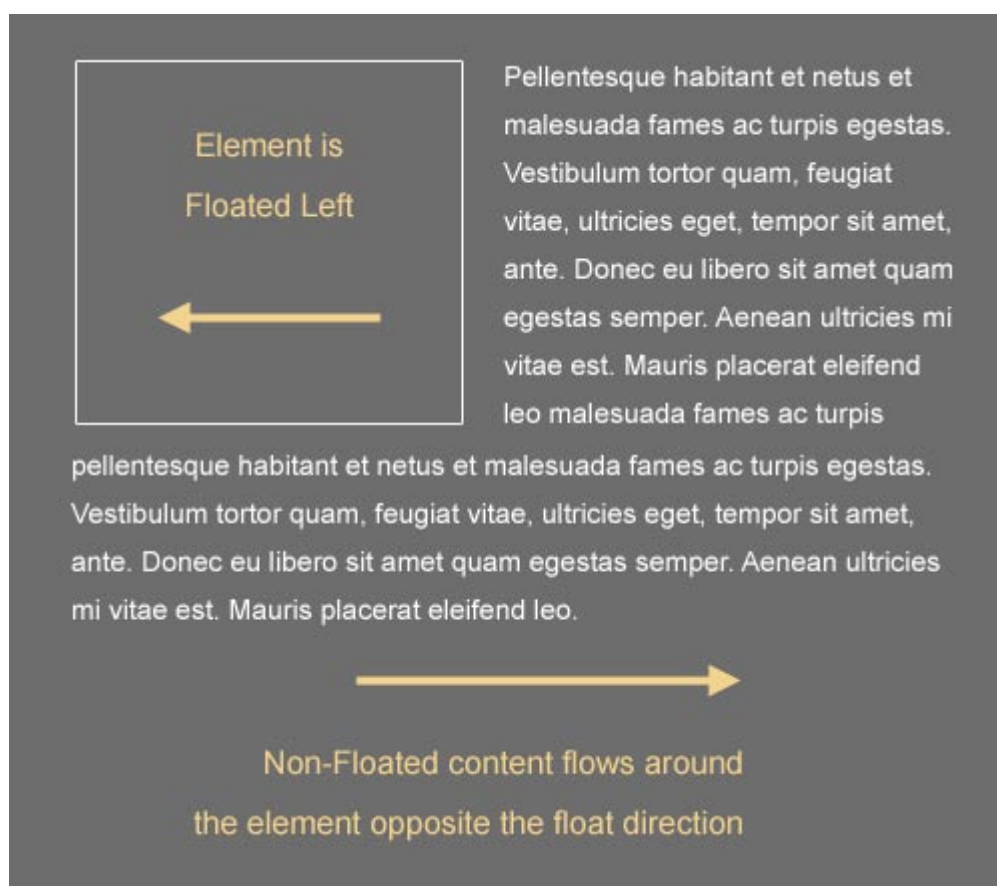 Element is
Floated Left
Pellentesque habitant et netus et
malesuada fames ac turpis egestas.
Vestibulum tortor quam, feugiat
vitae, ultricies eget, tempor sit amet,
ante. Donec eu libero sit amet quam
egestas semper. Aenean ultricies mi
vitae est. Mauris placerat eleifend
leo malesuada fames ac turpis
pellentesque habitant et netus et malesuada fames ac turpis egestas.
Vestibulum tortor quam, feugiat vitae, ultricies eget, tempor sit amet,
ante. Donec eu libero sit amet quam egestas semper. Aenean ultricies
mi vitae est. Mauris placerat eleifend leo.
Non-Floated content flows around
the element opposite the float direction